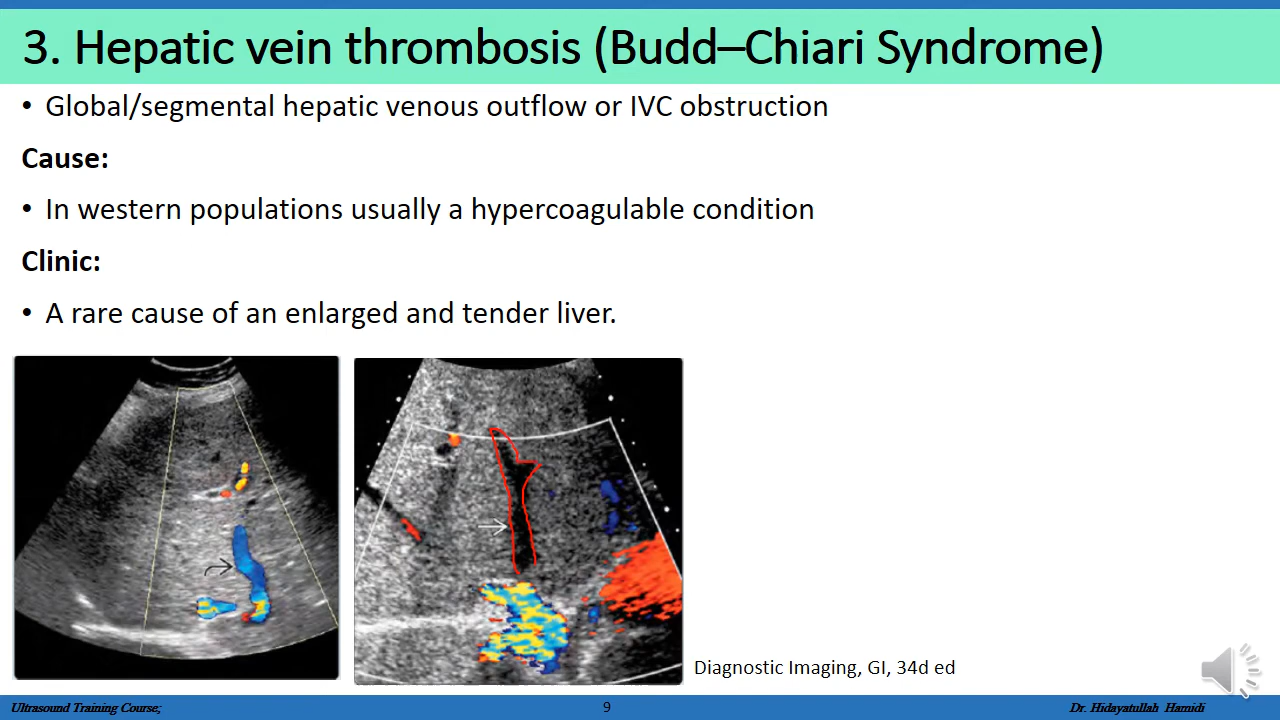 3. Hepatic vein thrombosis (Budd–Chiari Syndrome)
• Global/segmental hepatic venous outflow or IVC obstruction
Cause:
• In western populations usually a hypercoagulable condition
Clinic:
• A rare cause of an enlarged and tender liver.
Diagnostic Imaging, GI, 34d ed
Ultrasound Training Course;
9
Dr. Hidayatullah Hamidi